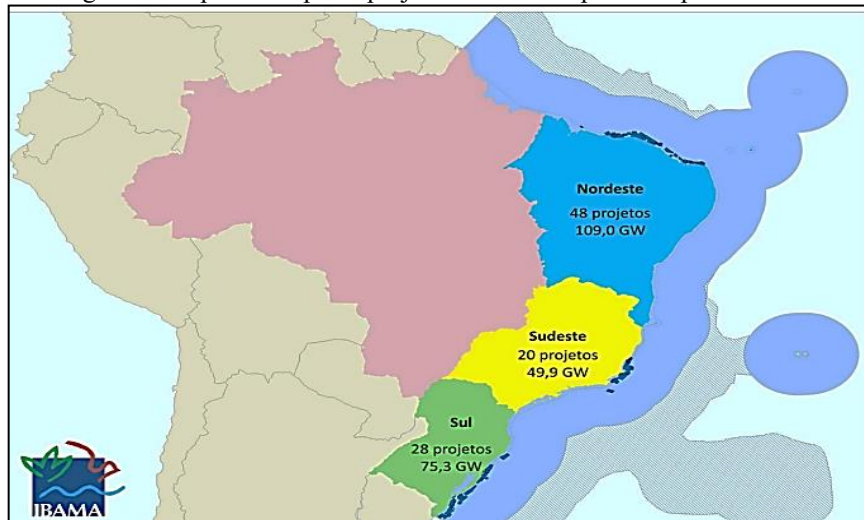 Nordeste
48 projetos
109,0 GW
Sudeste
20 projetos
49,9 GW
Sul
28 projetos
75,3 GW
IBAMA